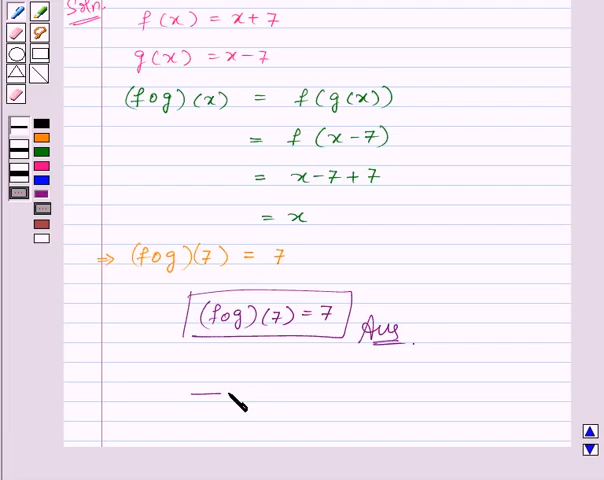 Soln.
f(x) = x+7
g(x) = x-7
(fog)(x) = f(g(x))
= f(x-7)
= x-7+7
= x
⇒ (fog)(7) = 7
(fog)(7) = 7 Ans.